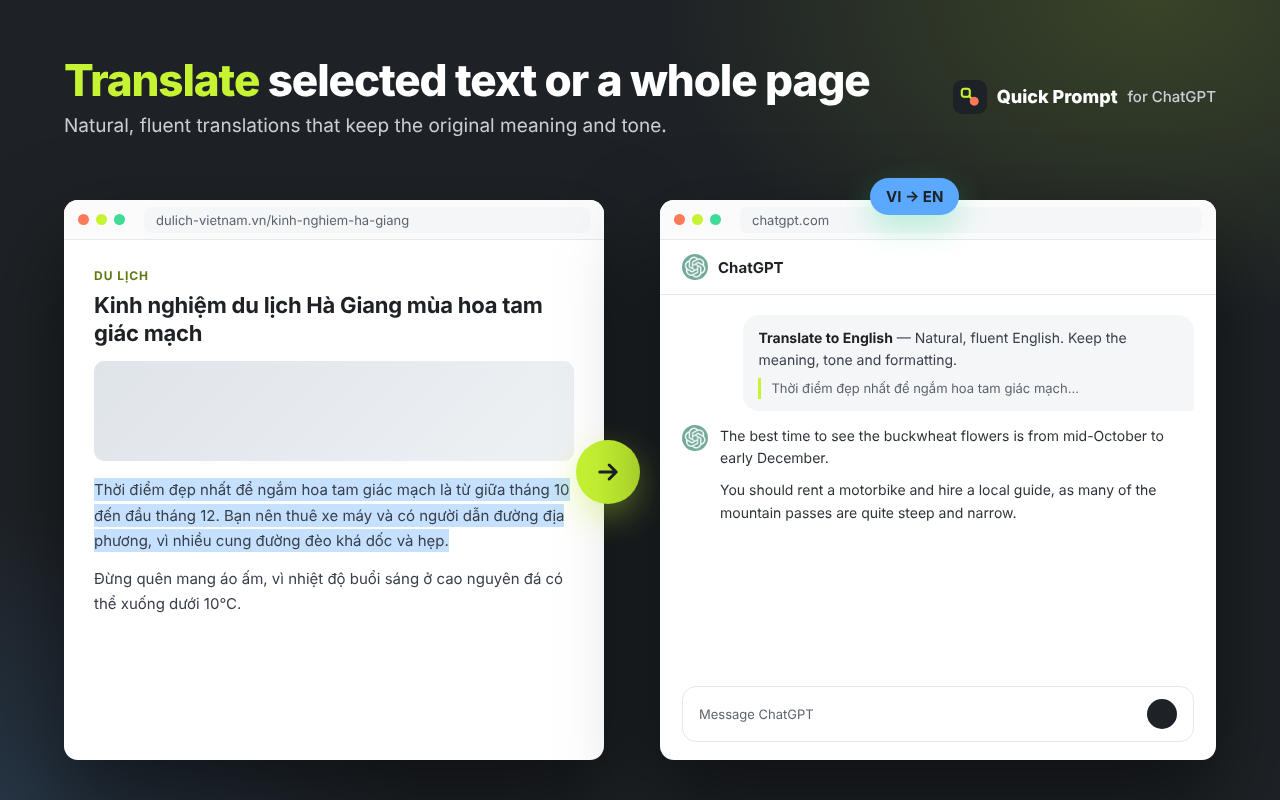 Translate selected text or a whole page
Natural, fluent translations that keep the original meaning and tone.
Quick Prompt for ChatGPT
dulich-vietnam.vn/kinh-nghiem-ha-giang
DU LỊCH
Kinh nghiệm du lịch Hà Giang mùa hoa tam
giác mạch
Thời điểm đẹp nhất để ngắm hoa tam giác mạch là từ giữa tháng 10
đến đầu tháng 12. Bạn nên thuê xe máy và có người dẫn đường địa
phương, vì nhiều cung đường đèo khá dốc và hẹp.
Đừng quên mang áo ấm, vì nhiệt độ buổi sáng ở cao nguyên đá có
thể xuống dưới 10°C.
VI → EN
chatgpt.com
ChatGPT
Translate to English — Natural, fluent English. Keep the
meaning, tone and formatting.
Thời điểm đẹp nhất để ngắm hoa tam giác mạch...
The best time to see the buckwheat flowers is from mid-October to
early December.
You should rent a motorbike and hire a local guide, as many of the
mountain passes are quite steep and narrow.
Message ChatGPT